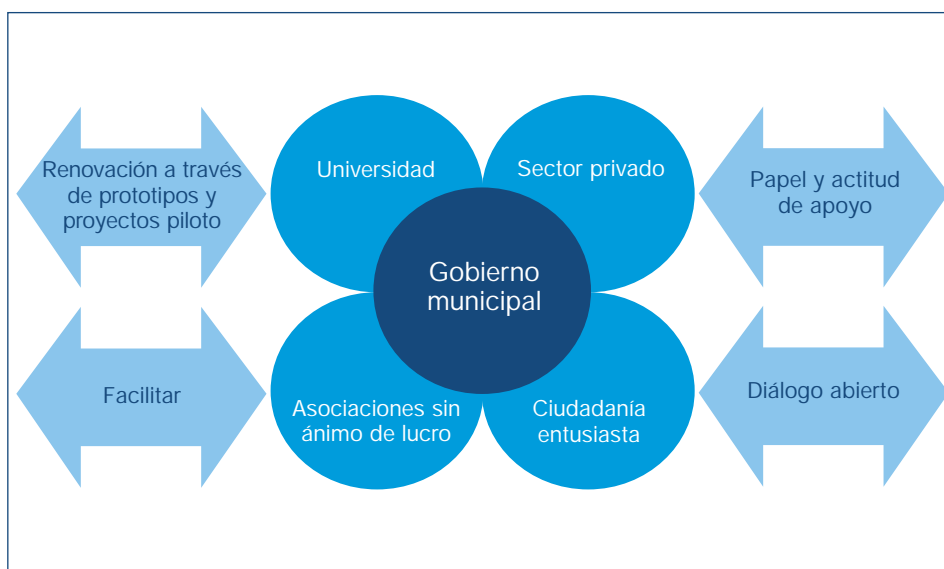 Renovación a través
de prototipos y
proyectos piloto
Universidad
Sector privado
Papel y actitud
de apoyo
Gobierno
municipal
Facilitar
Asociaciones sin
ánimo de lucro
Ciudadanía
entusiasta
Diálogo abierto